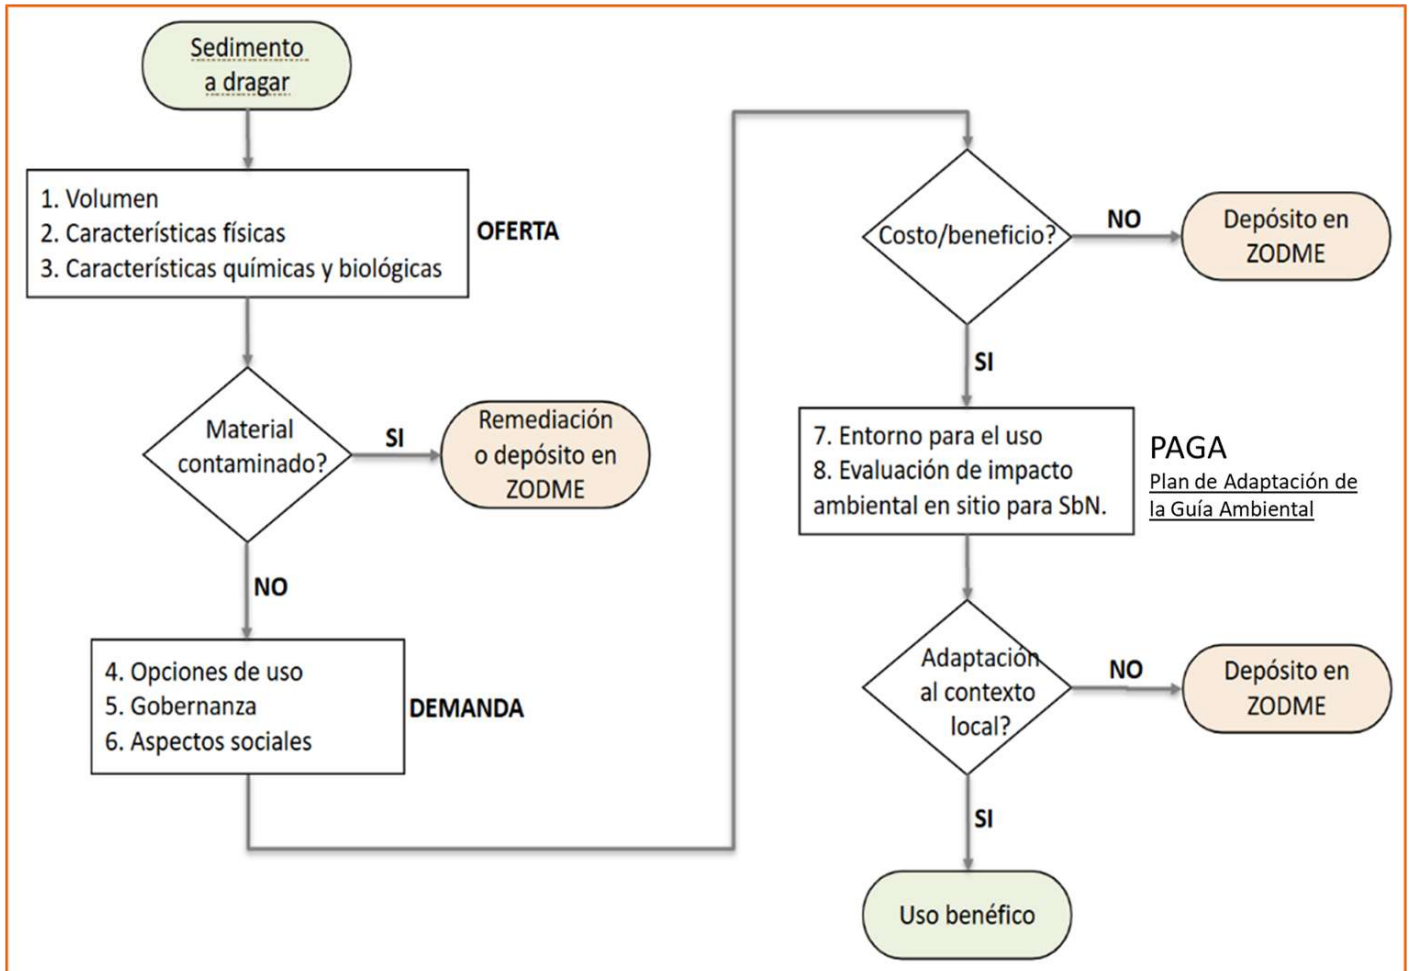 Sedimento
a dragar
1. Volumen
2. Características físicas
3. Características químicas y biológicas
OFERTA
Material
contaminado?
SI
Remediación
o depósito en
ZODME
NO
4. Opciones de uso
5. Gobernanza
6. Aspectos sociales
DEMANDA
Costo/beneficio?
NO
Depósito en
ZODME
SI
7. Entorno para el uso
8. Evaluación de impacto
ambiental en sitio para SbN.
PAGA
Plan de Adaptación de
la Guía Ambiental
Adaptación
al contexto
local?
NO
Depósito en
ZODME
SI
Uso benéfico